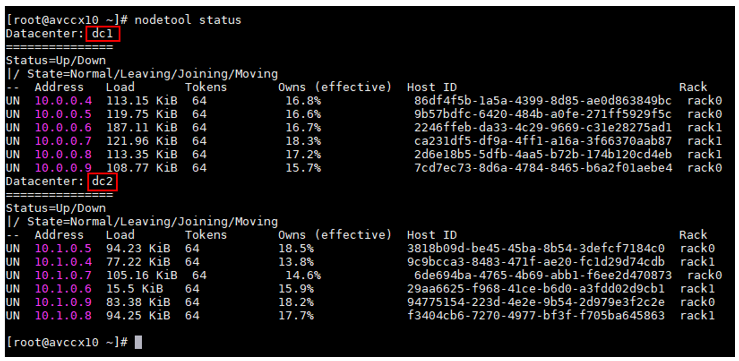 [root@avccx10 ~]# nodetool status
Datacenter: dc1
===============
Status=Up/Down
|/ State=Normal/Leaving/Joining/Moving
--  Address   Load        Tokens       Owns (effective)  Host ID                               Rack
UN  10.0.0.4  113.15 KiB  64           16.8%             86df4f5b-1a5a-4399-8d85-ae0d863849bc  rack0
UN  10.0.0.5  119.75 KiB  64           16.6%             9b57bdfc-6420-484b-a0fe-271ff5929f5c  rack0
UN  10.0.0.6  187.11 KiB  64           16.7%             2246ffeb-da33-4c29-9669-c31e28275ad1  rack1
UN  10.0.0.7  121.96 KiB  64           18.3%             ca231df5-df9a-4ff1-a16a-3f66370aab87  rack1
UN  10.0.0.8  113.35 KiB  64           17.2%             2d6e18b5-5dfb-4aa5-b72b-174b120cd4eb  rack1
UN  10.0.0.9  108.77 KiB  64           15.7%             7cd7ec73-8d6a-4784-8465-b6a2f01aebe4  rack0
Datacenter: dc2
===============
Status=Up/Down
|/ State=Normal/Leaving/Joining/Moving
--  Address   Load        Tokens       Owns (effective)  Host ID                               Rack
UN  10.1.0.5  94.23 KiB  64           18.5%             3818b09d-be45-45ba-8b54-3defcf7184c0  rack0
UN  10.1.0.4  77.22 KiB  64           13.8%             9c9bcca3-8483-471f-ae20-fc1d29d74cdb  rack1
UN  10.1.0.7  105.16 KiB  64           14.6%             6de694ba-4765-4b69-abb1-f6ee2d470873  rack0
UN  10.1.0.6  15.5 KiB   64           15.9%             29aa6625-f968-41ce-b6d0-a3fdd02d9cb1  rack1
UN  10.1.0.9  83.38 KiB  64           18.2%             94775154-223d-4e2e-9b54-2d979e3f2c2e  rack0
UN  10.1.0.8  94.25 KiB  64           17.7%             f3404cb6-7270-4977-bf3f-f705ba645863  rack1
[root@avccx10 ~]#